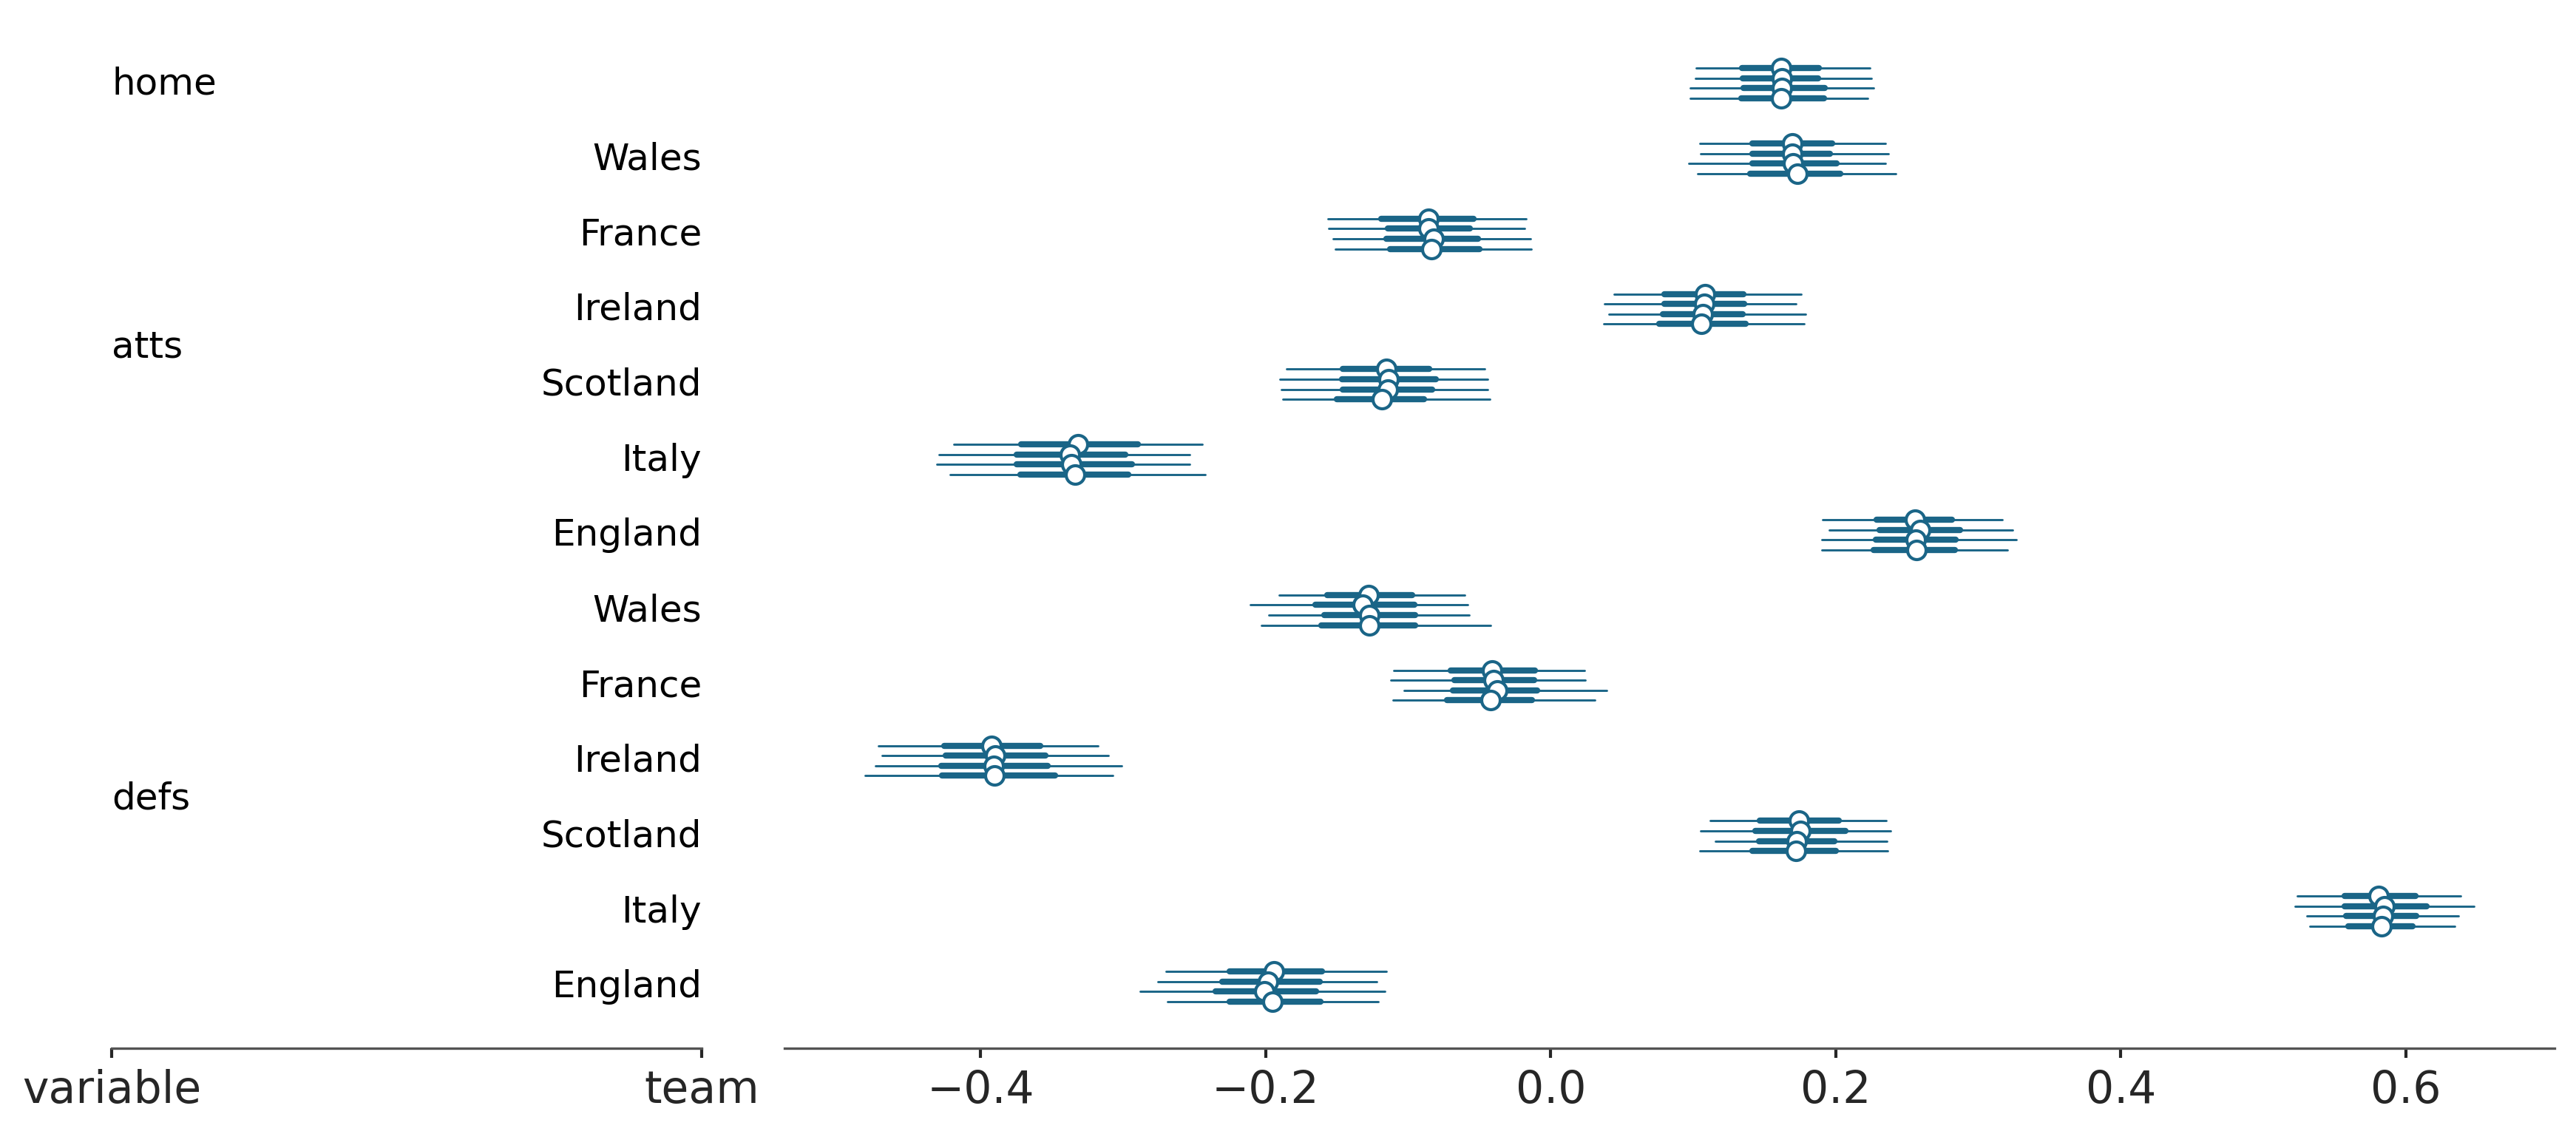 home
Wales
France
Ireland
atts
Scotland
Italy
England
Wales
France
Ireland
defs
Scotland
Italy
England
variable team −0.4 −0.2 0.0 0.2 0.4 0.6